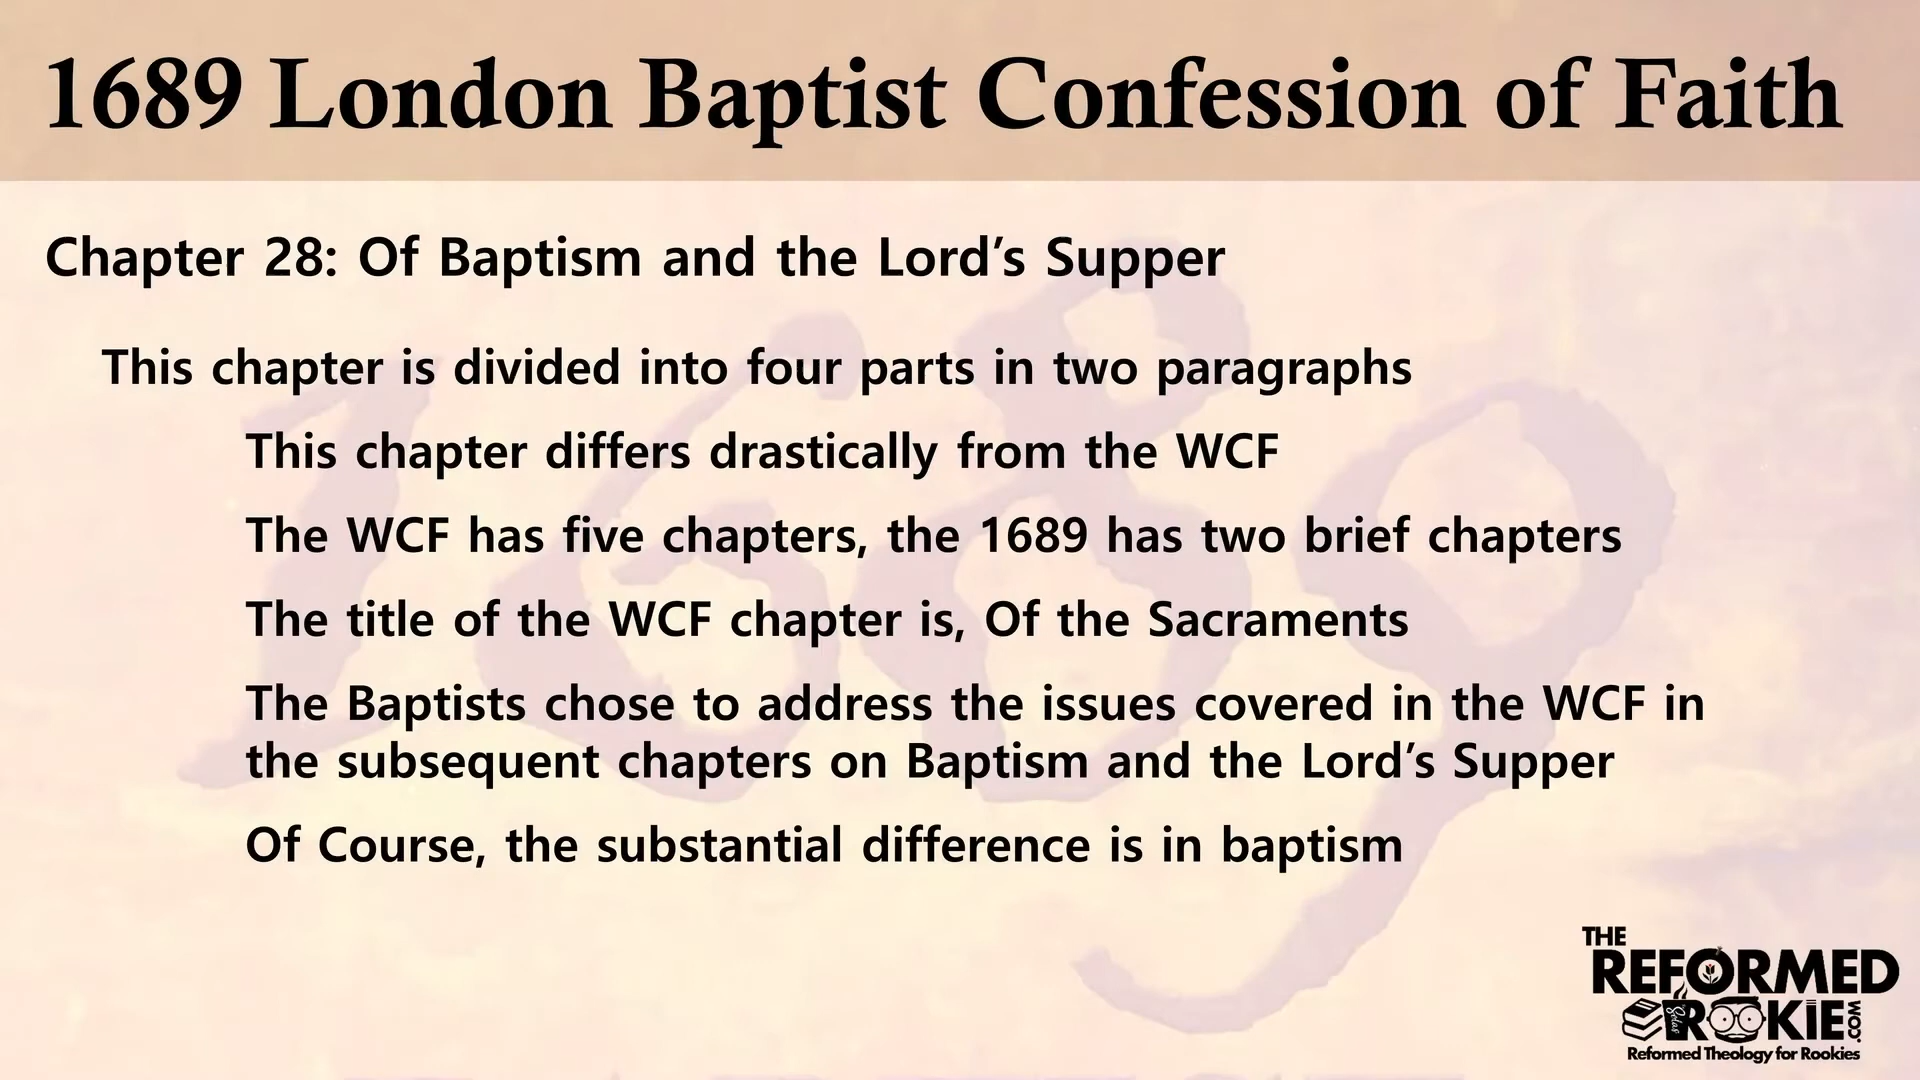 1689 London Baptist Confession of Faith
Chapter 28: Of Baptism and the Lord’s Supper
This chapter is divided into four parts in two paragraphs
This chapter differs drastically from the WCF
The WCF has five chapters, the 1689 has two brief chapters
The title of the WCF chapter is, Of the Sacraments
The Baptists chose to address the issues covered in the WCF in
the subsequent chapters on Baptism and the Lord’s Supper
Of Course, the substantial difference is in baptism
1689
THE
REFORMED
ROOKIE.COM
Solas
Reformed Theology for Rookies